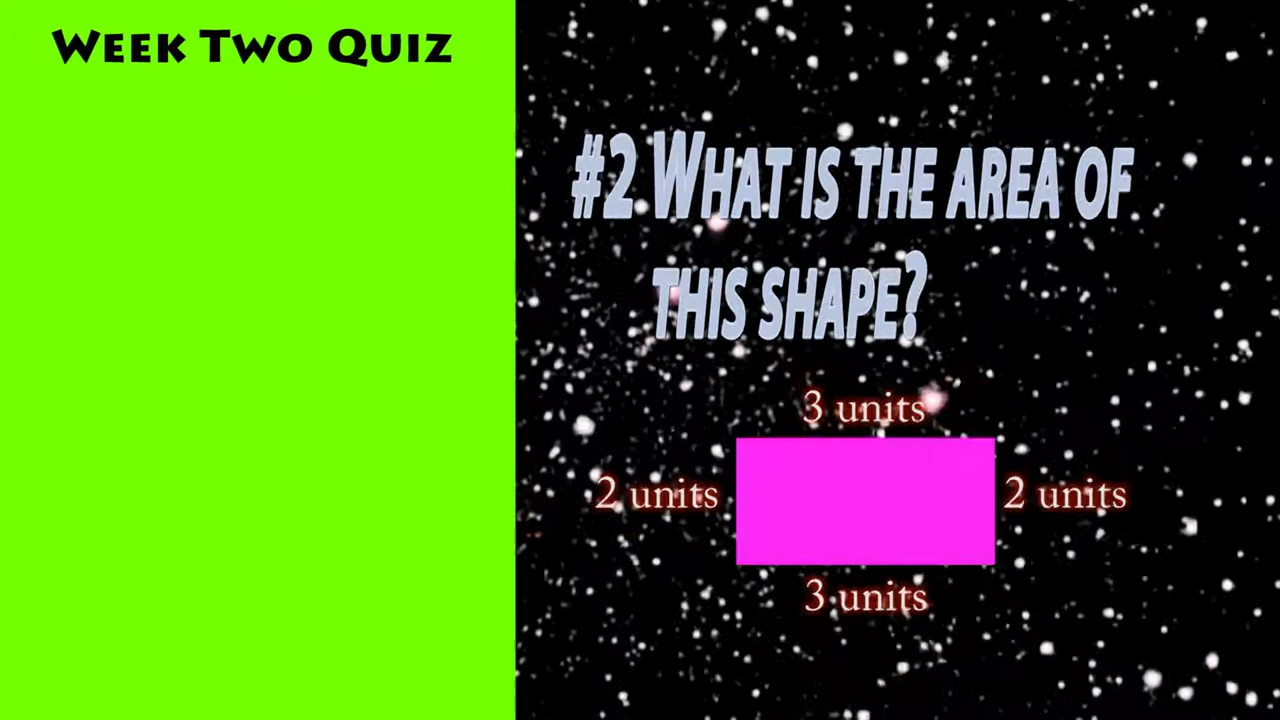 Week Two Quiz
#2 What is the area of
this shape?
3 units
2 units
2 units
3 units